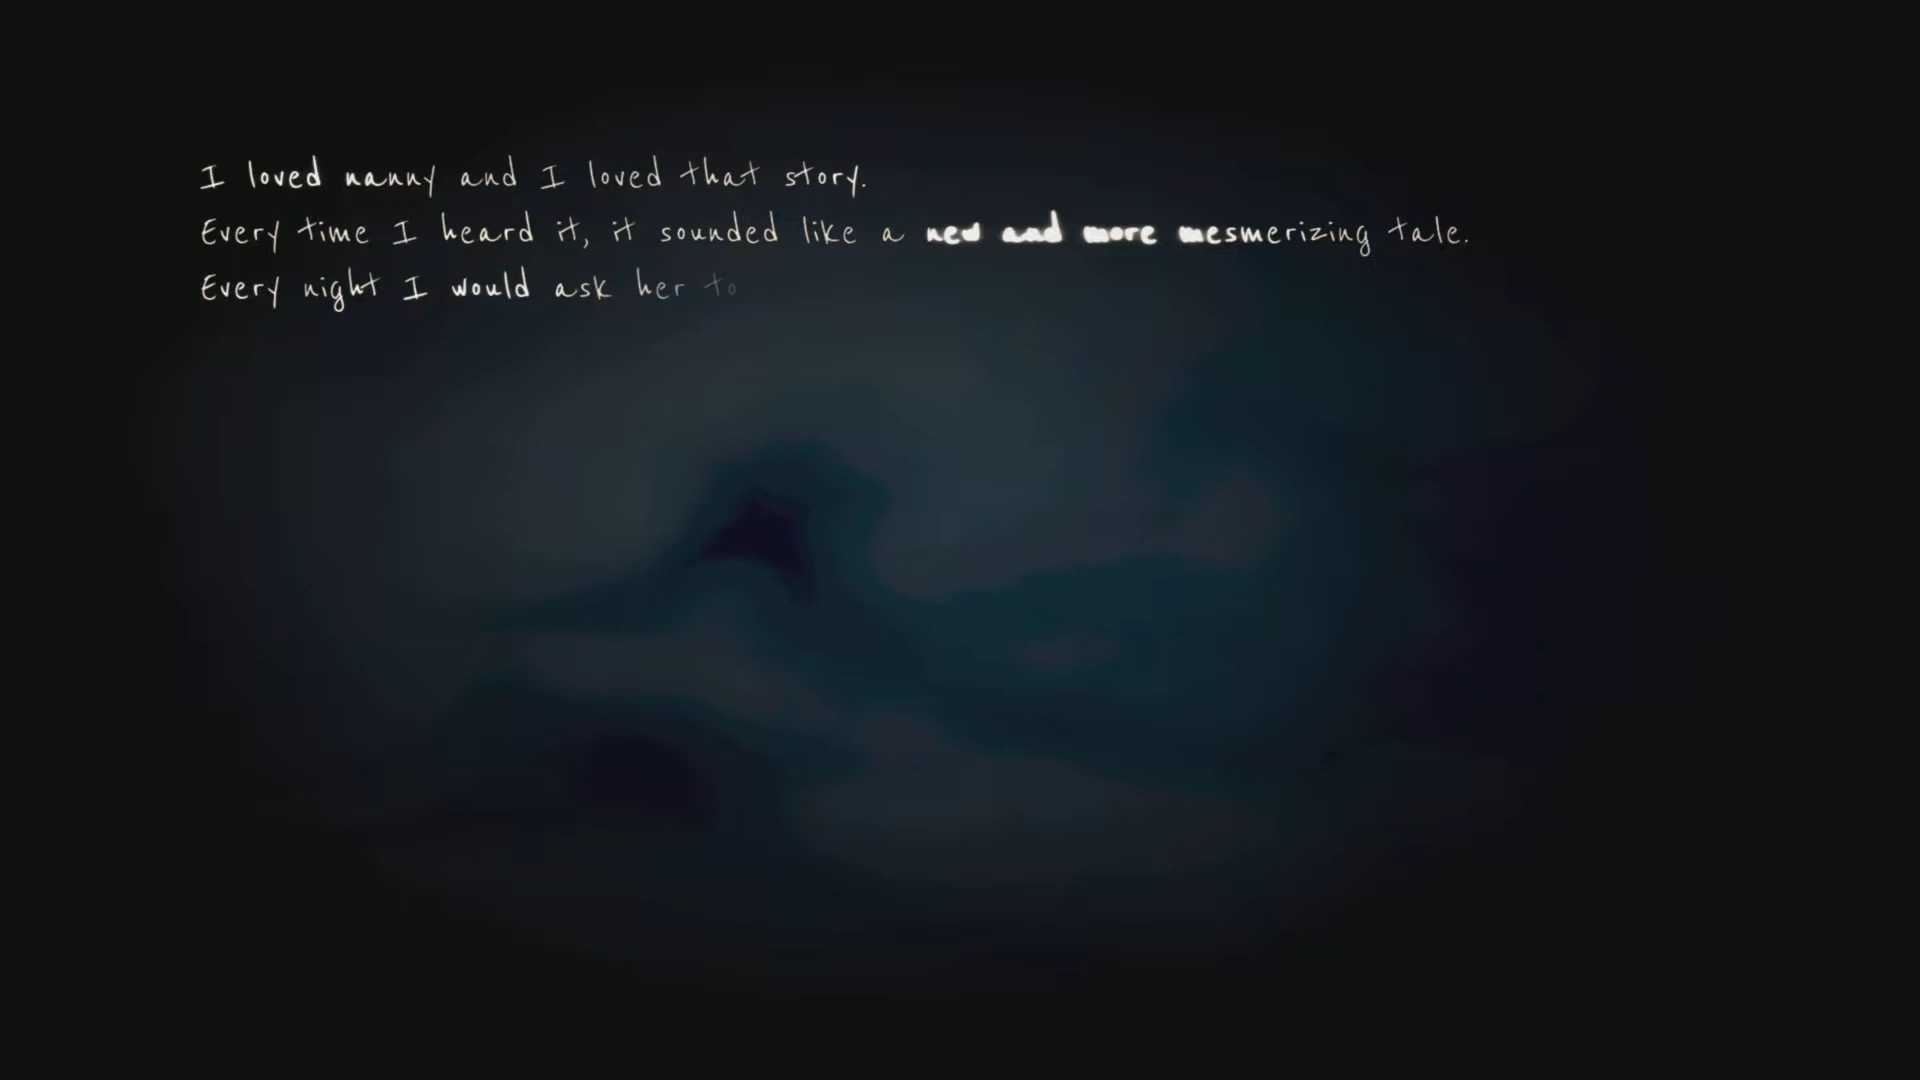 I loved nanny and I loved that story.
Every time I heard it, it sounded like a new and more mesmerizing tale.
Every night I would ask her to